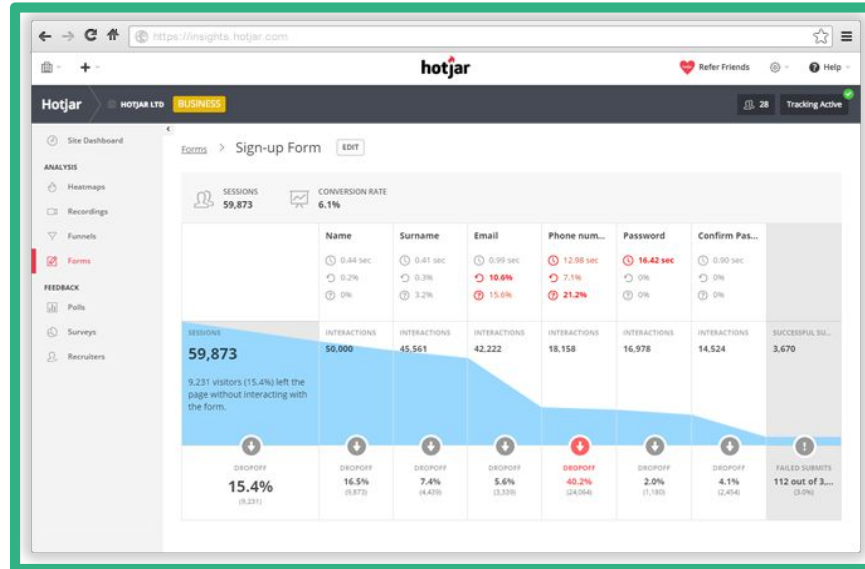 https://insights.hotjar.com
hotjar
Refer Friends
Help
Hotjar
HOTJAR LTD
BUSINESS
28
Tracking Active
Site Dashboard
ANALYSIS
Heatmaps
Recordings
Funnels
Forms
FEEDBACK
Polls
Surveys
Recruiters
Forms > Sign-up Form EDIT
SESSIONS
59,873
CONVERSION RATE
6.1%
Name Surname Email Phone num... Password Confirm Pas...
0.44 sec 0.41 sec 0.99 sec 12.98 sec 16.42 sec 0.90 sec
0.2% 0.3% 10.6% 7.1% 0% 0%
0% 3.2% 15.6% 21.2% 0% 0%
SESSIONS INTERACTIONS INTERACTIONS INTERACTIONS INTERACTIONS INTERACTIONS INTERACTIONS SUCCESSFUL SU...
59,873 50,000 45,561 42,222 18,158 16,978 14,524 3,670
9,231 visitors (15.4%) left the
page without interacting with
the form.
DROPOFF DROPOFF DROPOFF DROPOFF DROPOFF DROPOFF DROPOFF FAILED SUBMITS
15.4% 16.5% 7.4% 5.6% 40.2% 2.0% 4.1% 112 out of 3,...
(9,231) (9,873) (4,439) (3,339) (24,064) (1,180) (2,454) (3.0%)